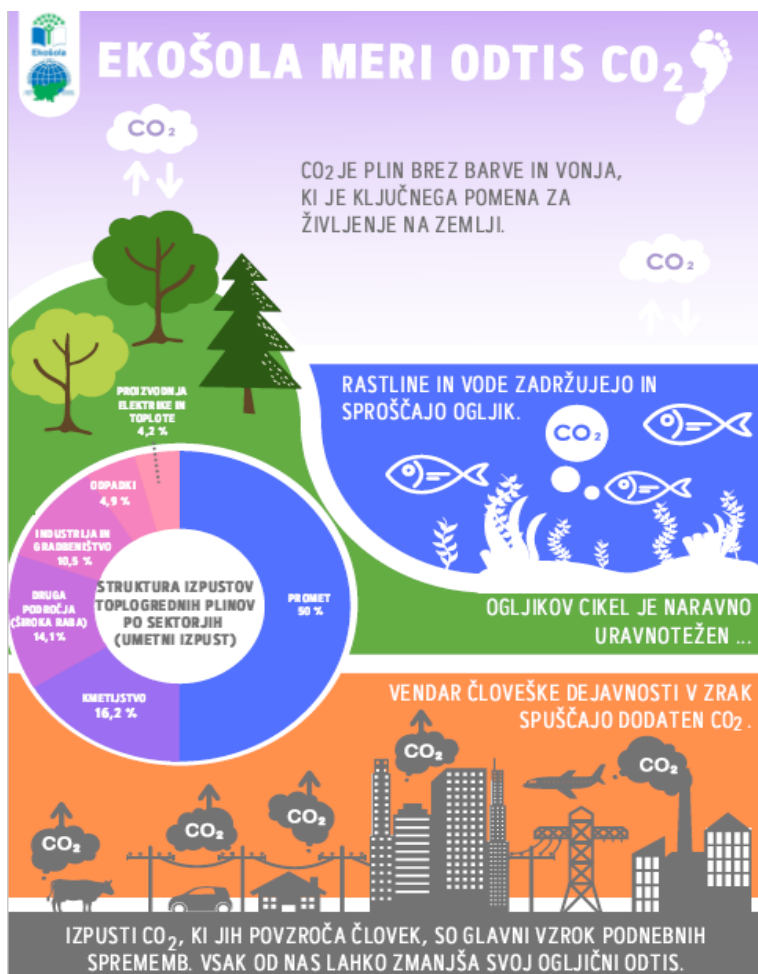 Ekošola
EKOŠOLA MERI ODTIS CO₂
CO₂
CO₂ JE PLIN BREZ BARVE IN VONJA,
KI JE KLJUČNEGA POMENA ZA
ŽIVLJENJE NA ZEMLJI.
CO₂
RASTLINE IN VODE ZADRŽUJEJO IN
SPROŠČAJO OGLJIK.
CO₂
PROIZVODNJA
ELEKTRIKE IN
TOPLOTE
4,2 %
ODPADKI
4,9 %
INDUSTRIJA IN
GRADBENIŠTVO
10,5 %
DRUGA
PODROČJA
(ŠIROKA RABA)
14,1 %
KMETIJSTVO
16,2 %
PROMET
50 %
STRUKTURA IZPUSTOV
TOPLOGREDNIH PLINOV
PO SEKTORJIH
(UMETNI IZPUST)
OGLJIKOV CIKEL JE NARAVNO
URAVNOTEŽEN ...
VENDAR ČLOVEŠKE DEJAVNOSTI V ZRAK
SPUŠČAJO DODATEN CO₂.
CO₂
CO₂
CO₂
CO₂
CO₂
IZPUSTI CO₂, KI JIH POVZROČA ČLOVEK, SO GLAVNI VZROK PODNEBNIH
SPREMEMB. VSAK OD NAS LAHKO ZMANJŠA SVOJ OGLJIČNI ODTIS.